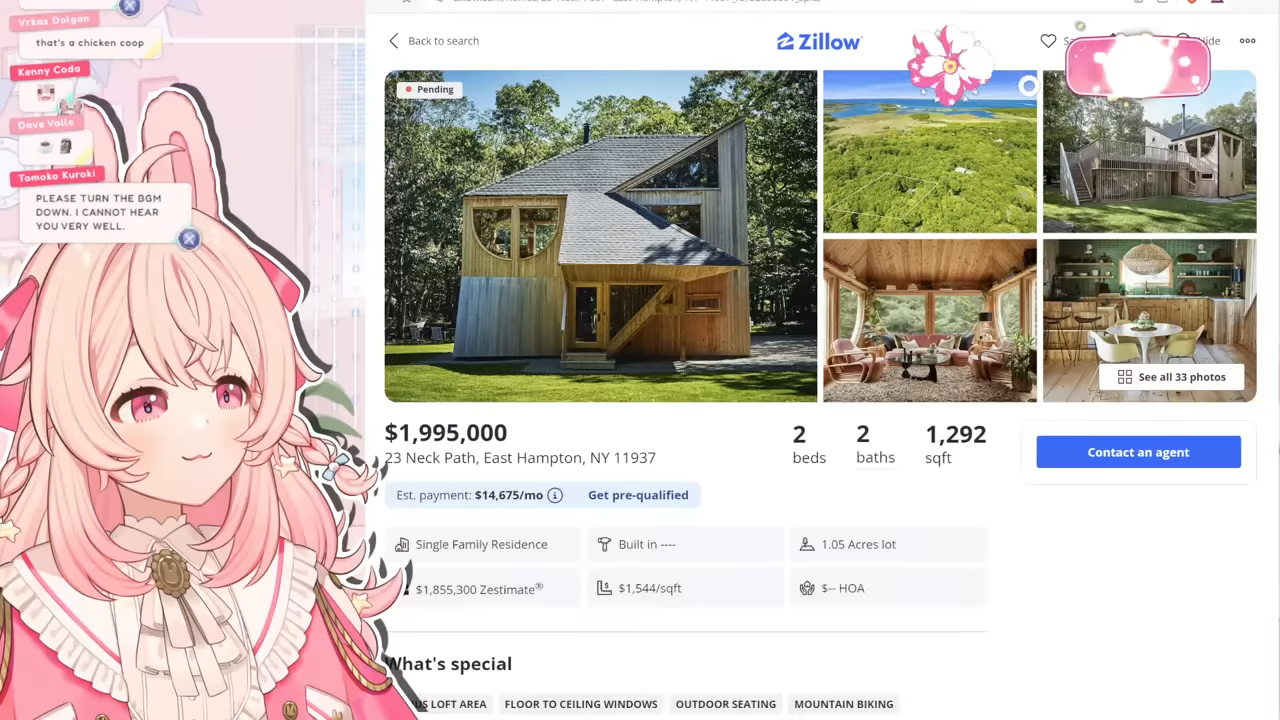 Vrkas Dolgan
that's a chicken coop
Kenny Coda
Dave Valls
Tomoko Kuroki
PLEASE TURN THE BGM
DOWN. I CANNOT HEAR
YOU VERY WELL.
Back to search
Zillow
Hide
Pending
See all 33 photos
$1,995,000
23 Neck Path, East Hampton, NY 11937
2
beds
2
baths
1,292
sqft
Contact an agent
Est. payment: $14,675/mo
Get pre-qualified
Single Family Residence
Built in ----
1.05 Acres lot
$1,855,300 Zestimate®
$1,544/sqft
$-- HOA
What's special
US LOFT AREA
FLOOR TO CEILING WINDOWS
OUTDOOR SEATING
MOUNTAIN BIKING